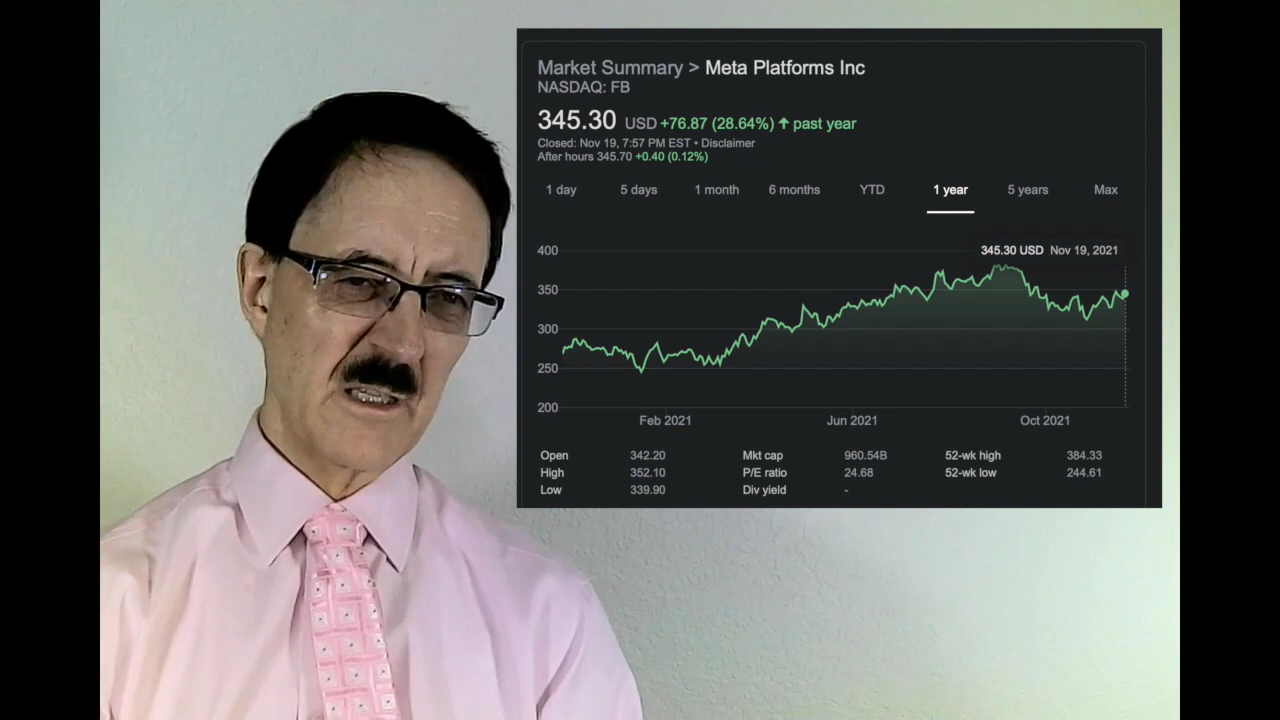 Market Summary > Meta Platforms Inc
NASDAQ: FB
345.30 USD +76.87 (28.64%) ↑ past year
Closed: Nov 19, 7:57 PM EST • Disclaimer
After hours 345.70 +0.40 (0.12%)
1 day 5 days 1 month 6 months YTD 1 year 5 years Max
345.30 USD Nov 19, 2021
400
350
300
250
200
Feb 2021 Jun 2021 Oct 2021
Open 342.20 Mkt cap 960.54B 52-wk high 384.33
High 352.10 P/E ratio 24.68 52-wk low 244.61
Low 339.90 Div yield -